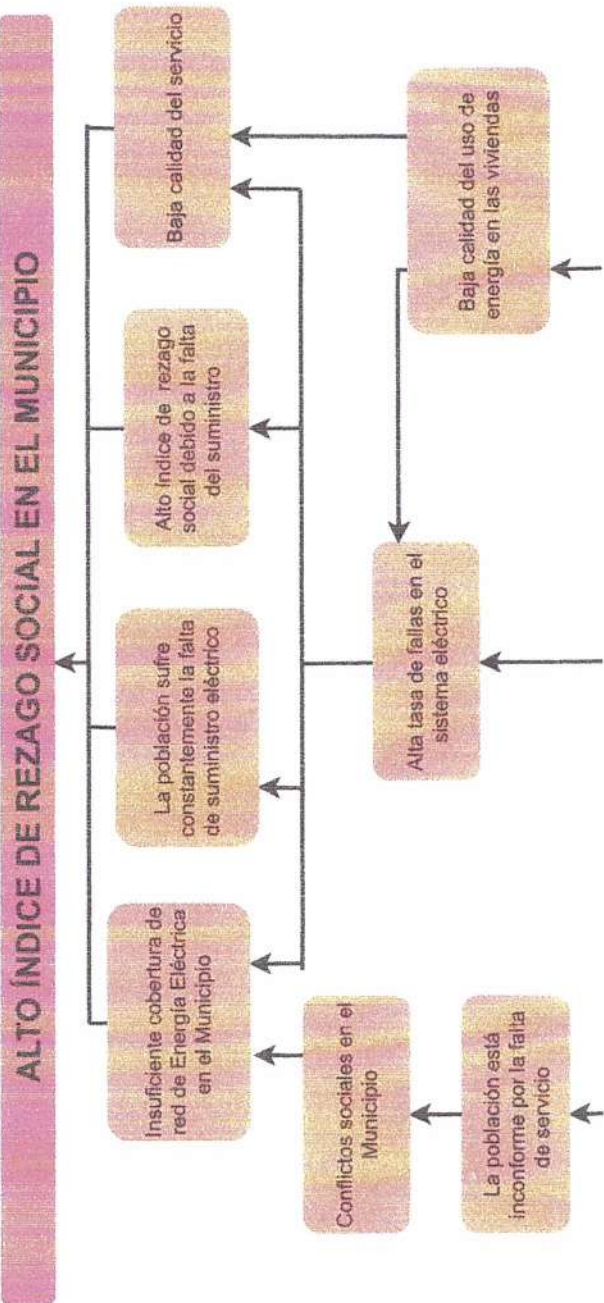 ALTO ÍNDICE DE REZAGO SOCIAL EN EL MUNICIPIO
Insuficiente cobertura de
red de Energía Eléctrica
en el Municipio
La población sufre
constantemente la falta
de suministro eléctrico
Alto índice de rezago
social debido a la falta
del suministro
Baja calidad del servicio
Conflictos sociales en el
Municipio
Alta tasa de fallas en el
sistema eléctrico
Baja calidad del uso de
energía en las viviendas
La población está
inconforme por la falta
de servicio